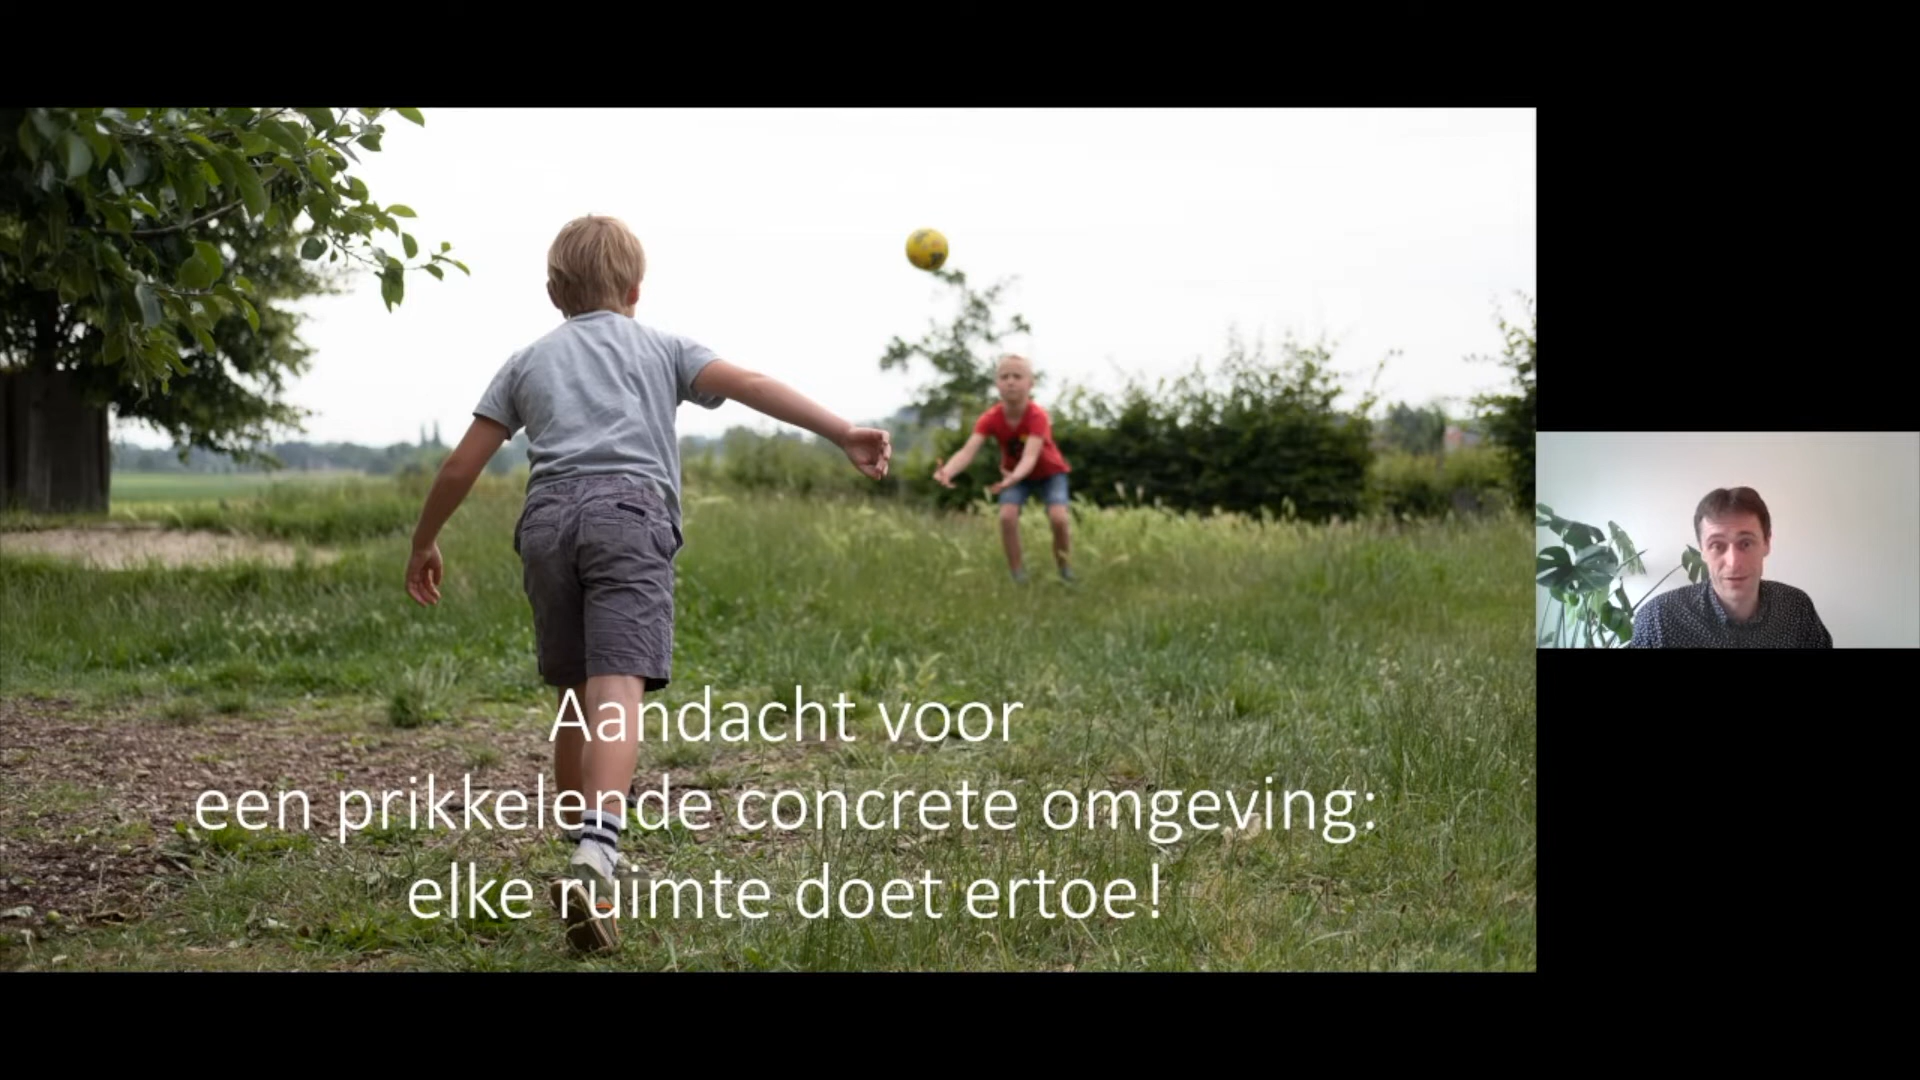 Aandacht voor
een prikkelende concrete omgeving:
elke ruimte doet ertoe!